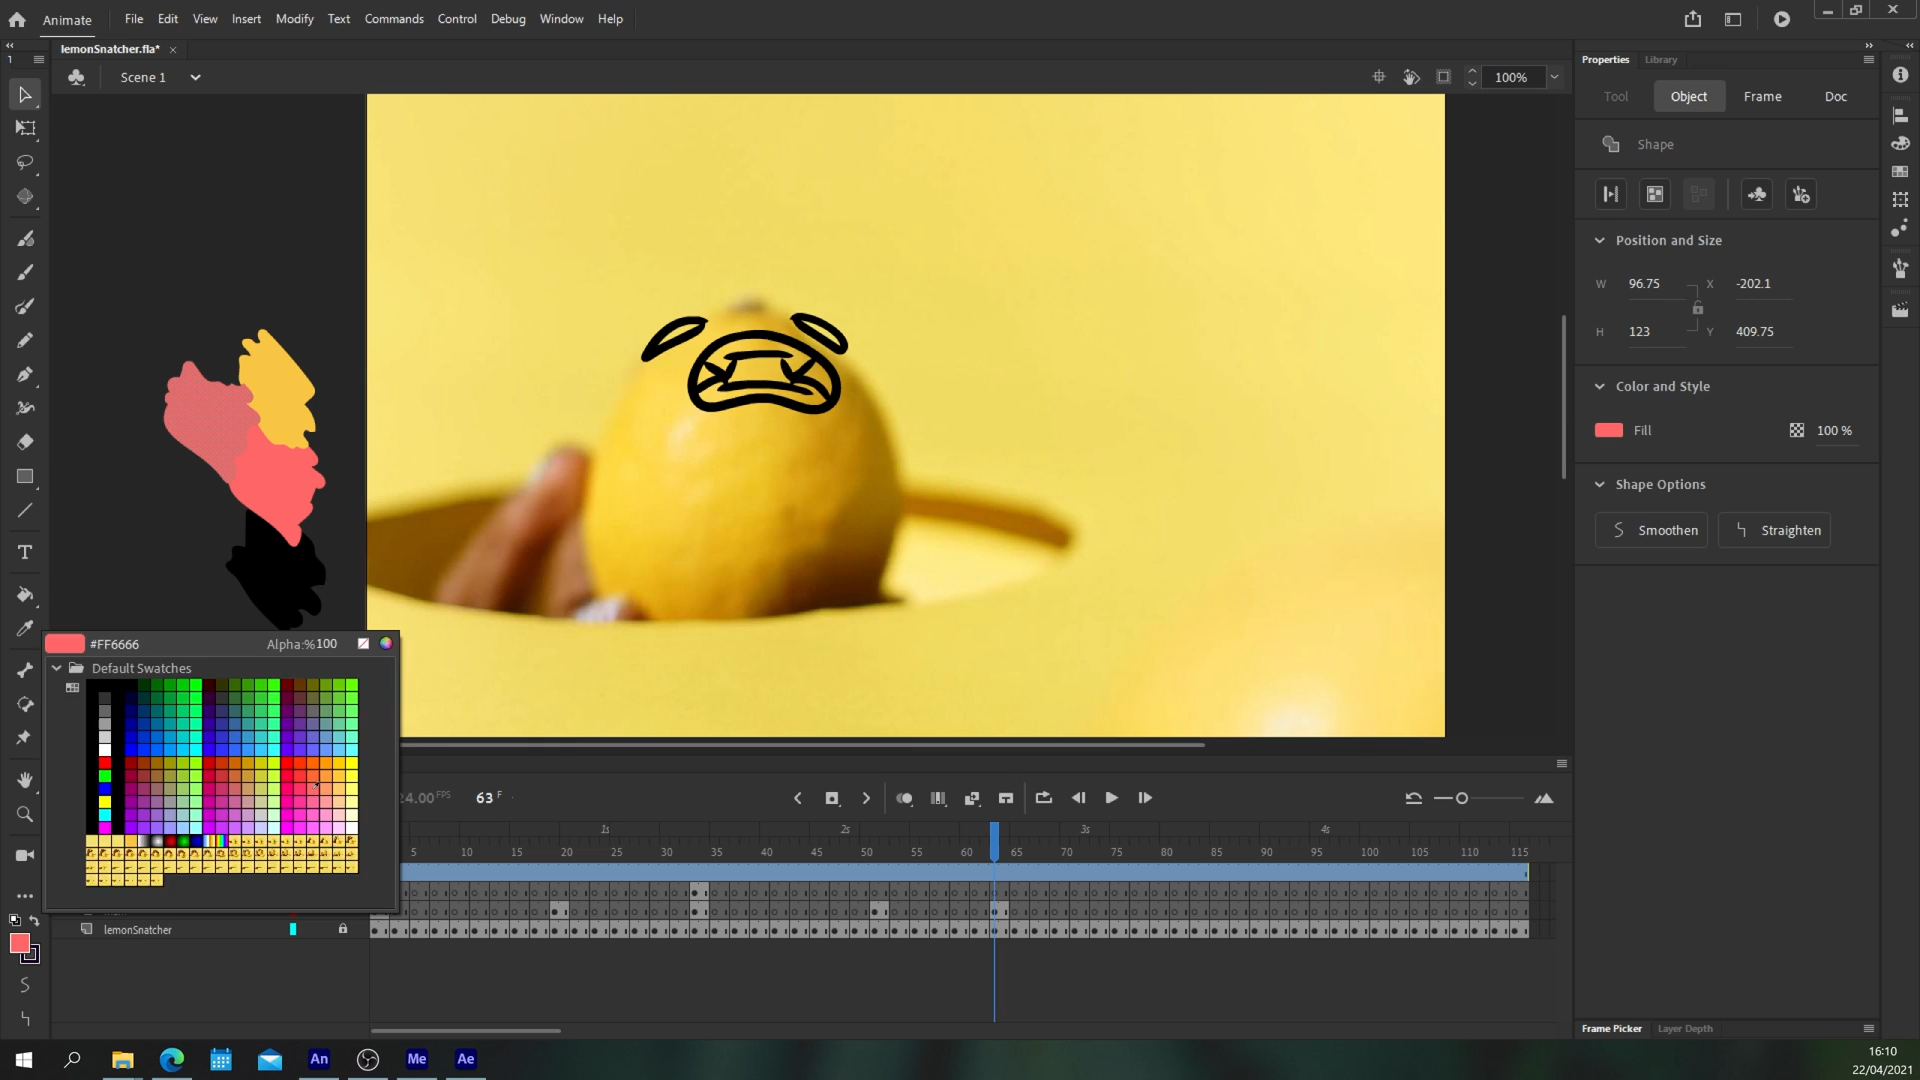 Animate File Edit View Insert Modify Text Commands Control Debug Window Help
1 lemonSnatcher.fla* ×
Scene 1 100%
Properties Library
Tool Object Frame Doc
Shape
Position and Size
W 96.75 X -202.1
H 123 Y 409.75
Color and Style
Fill 100 %
Shape Options
Smoothen Straighten
T
#FF6666 Alpha:%100
Default Swatches
24.00 FPS 63 F
1s 2s 3s 4s
5 10 15 20 25 30 35 40 45 50 55 60 65 70 75 80 85 90 95 100 105 110 115
lemonSnatcher
Frame Picker Layer Depth
An Me Ae
16:10
22/04/2021